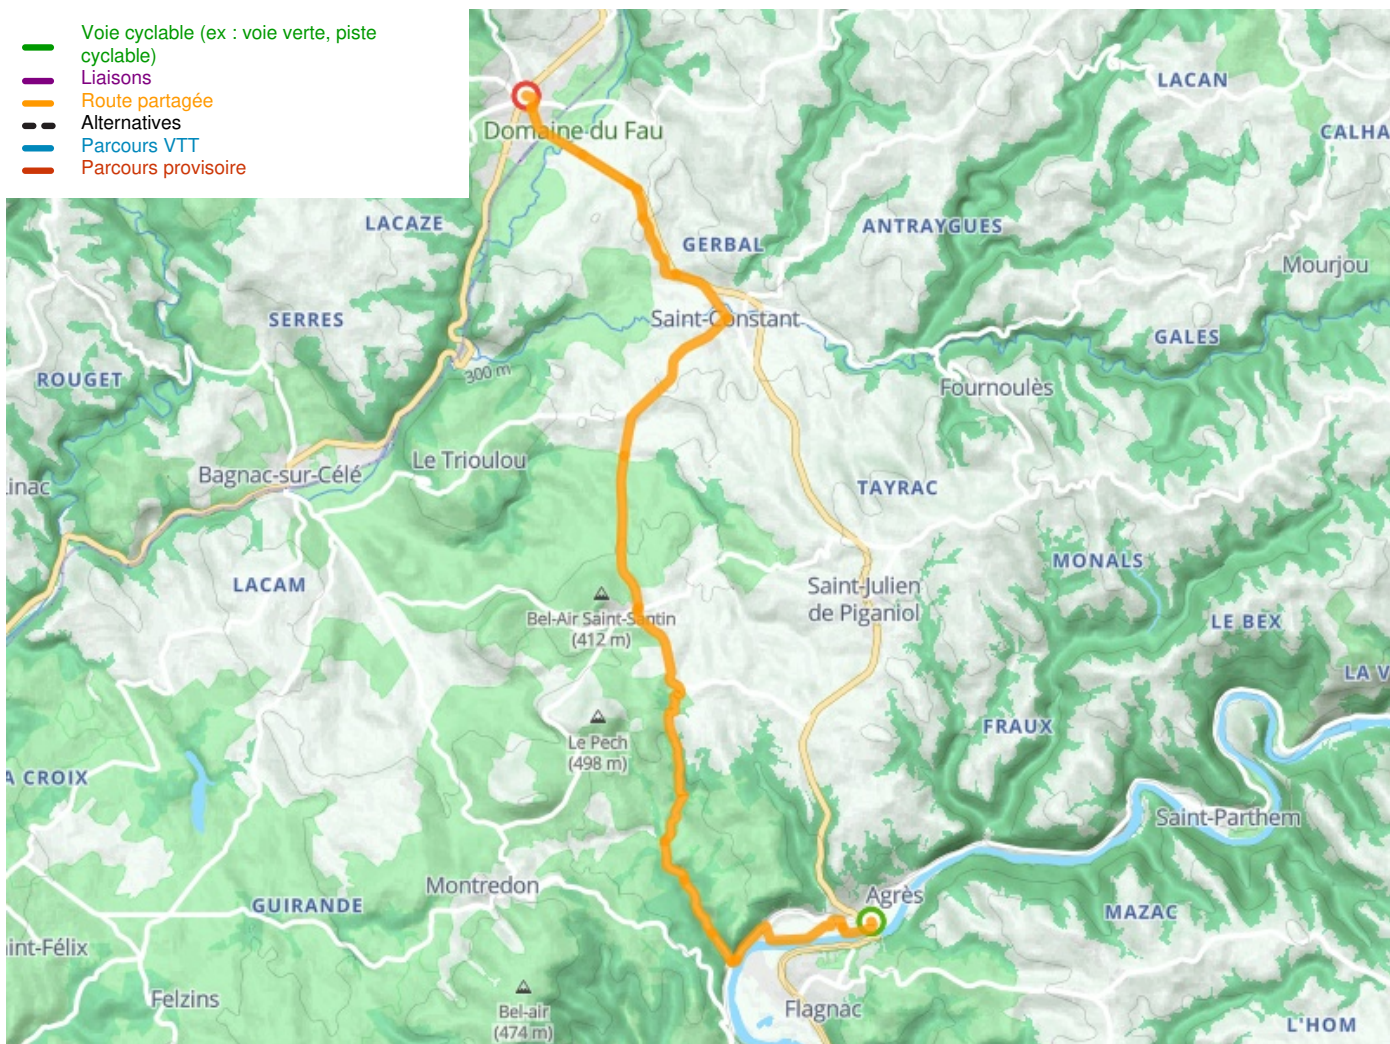 Voie cyclable (ex : voie verte, piste
cyclable)
Liaisons
Route partagée
Alternatives
Parcours VTT
Parcours provisoire
LACAN
Domaine du Fau
CALHA
LACAZE
GERBAL
ANTRAYGUES
Mourjou
SERRES
Saint-Constant
GALES
ROUGET
300 m
Fournoulès
Bagnac-sur-Célé
Le Trioulou
inac
TAYRAC
MONALS
LACAM
Saint-Julien
de Piganiol
Bel-Air Saint-Santin
(412 m)
LE BEX
LA V
FRAUX
Le Pech
(498 m)
A CROIX
Saint-Parthem
Montredon
Agrès
GUIRANDE
MAZAC
int-Félix
Felzins
Bel-air
(474 m)
Flagnac
L'HOM